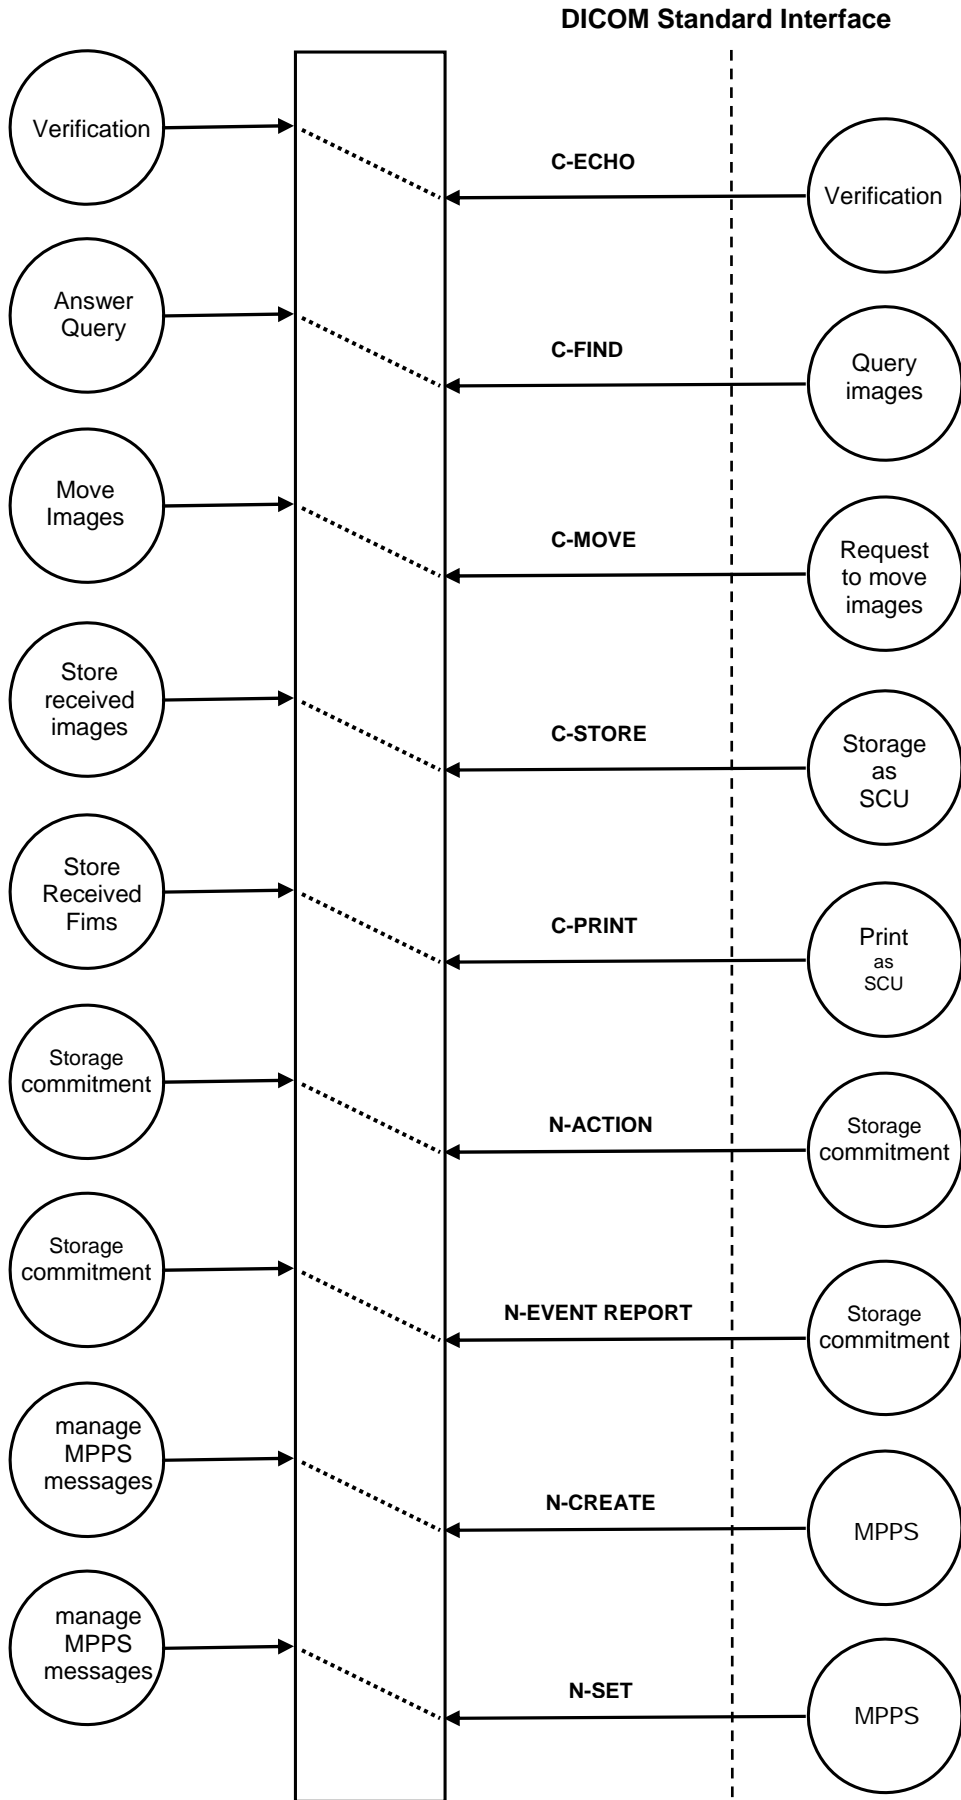 DICOM Standard Interface
Verification
C-ECHO
Verification
Answer
Query
C-FIND
Query
images
Move
Images
C-MOVE
Request
to move
images
Store
received
images
C-STORE
Storage
as
SCU
Store
Received
Fims
C-PRINT
Print
as
SCU
Storage
commitment
N-ACTION
Storage
commitment
Storage
commitment
N-EVENT REPORT
Storage
commitment
manage
MPPS
messages
N-CREATE
MPPS
manage
MPPS
messages
N-SET
MPPS